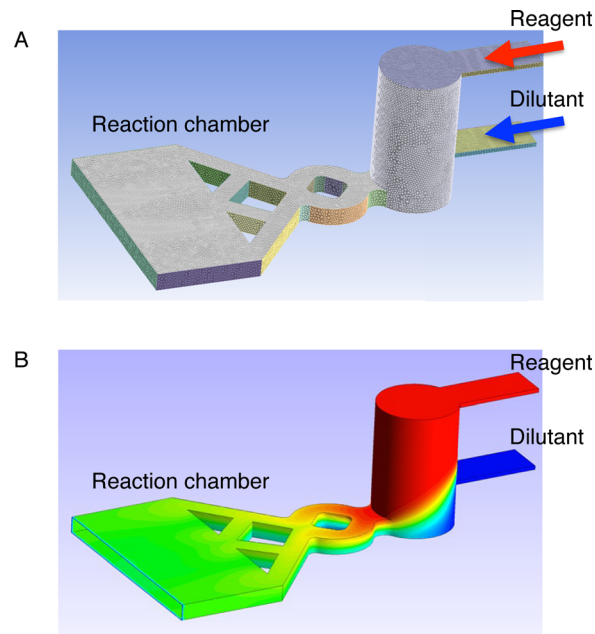 A
Reagent
Dilutant
Reaction chamber
B
Reagent
Dilutant
Reaction chamber